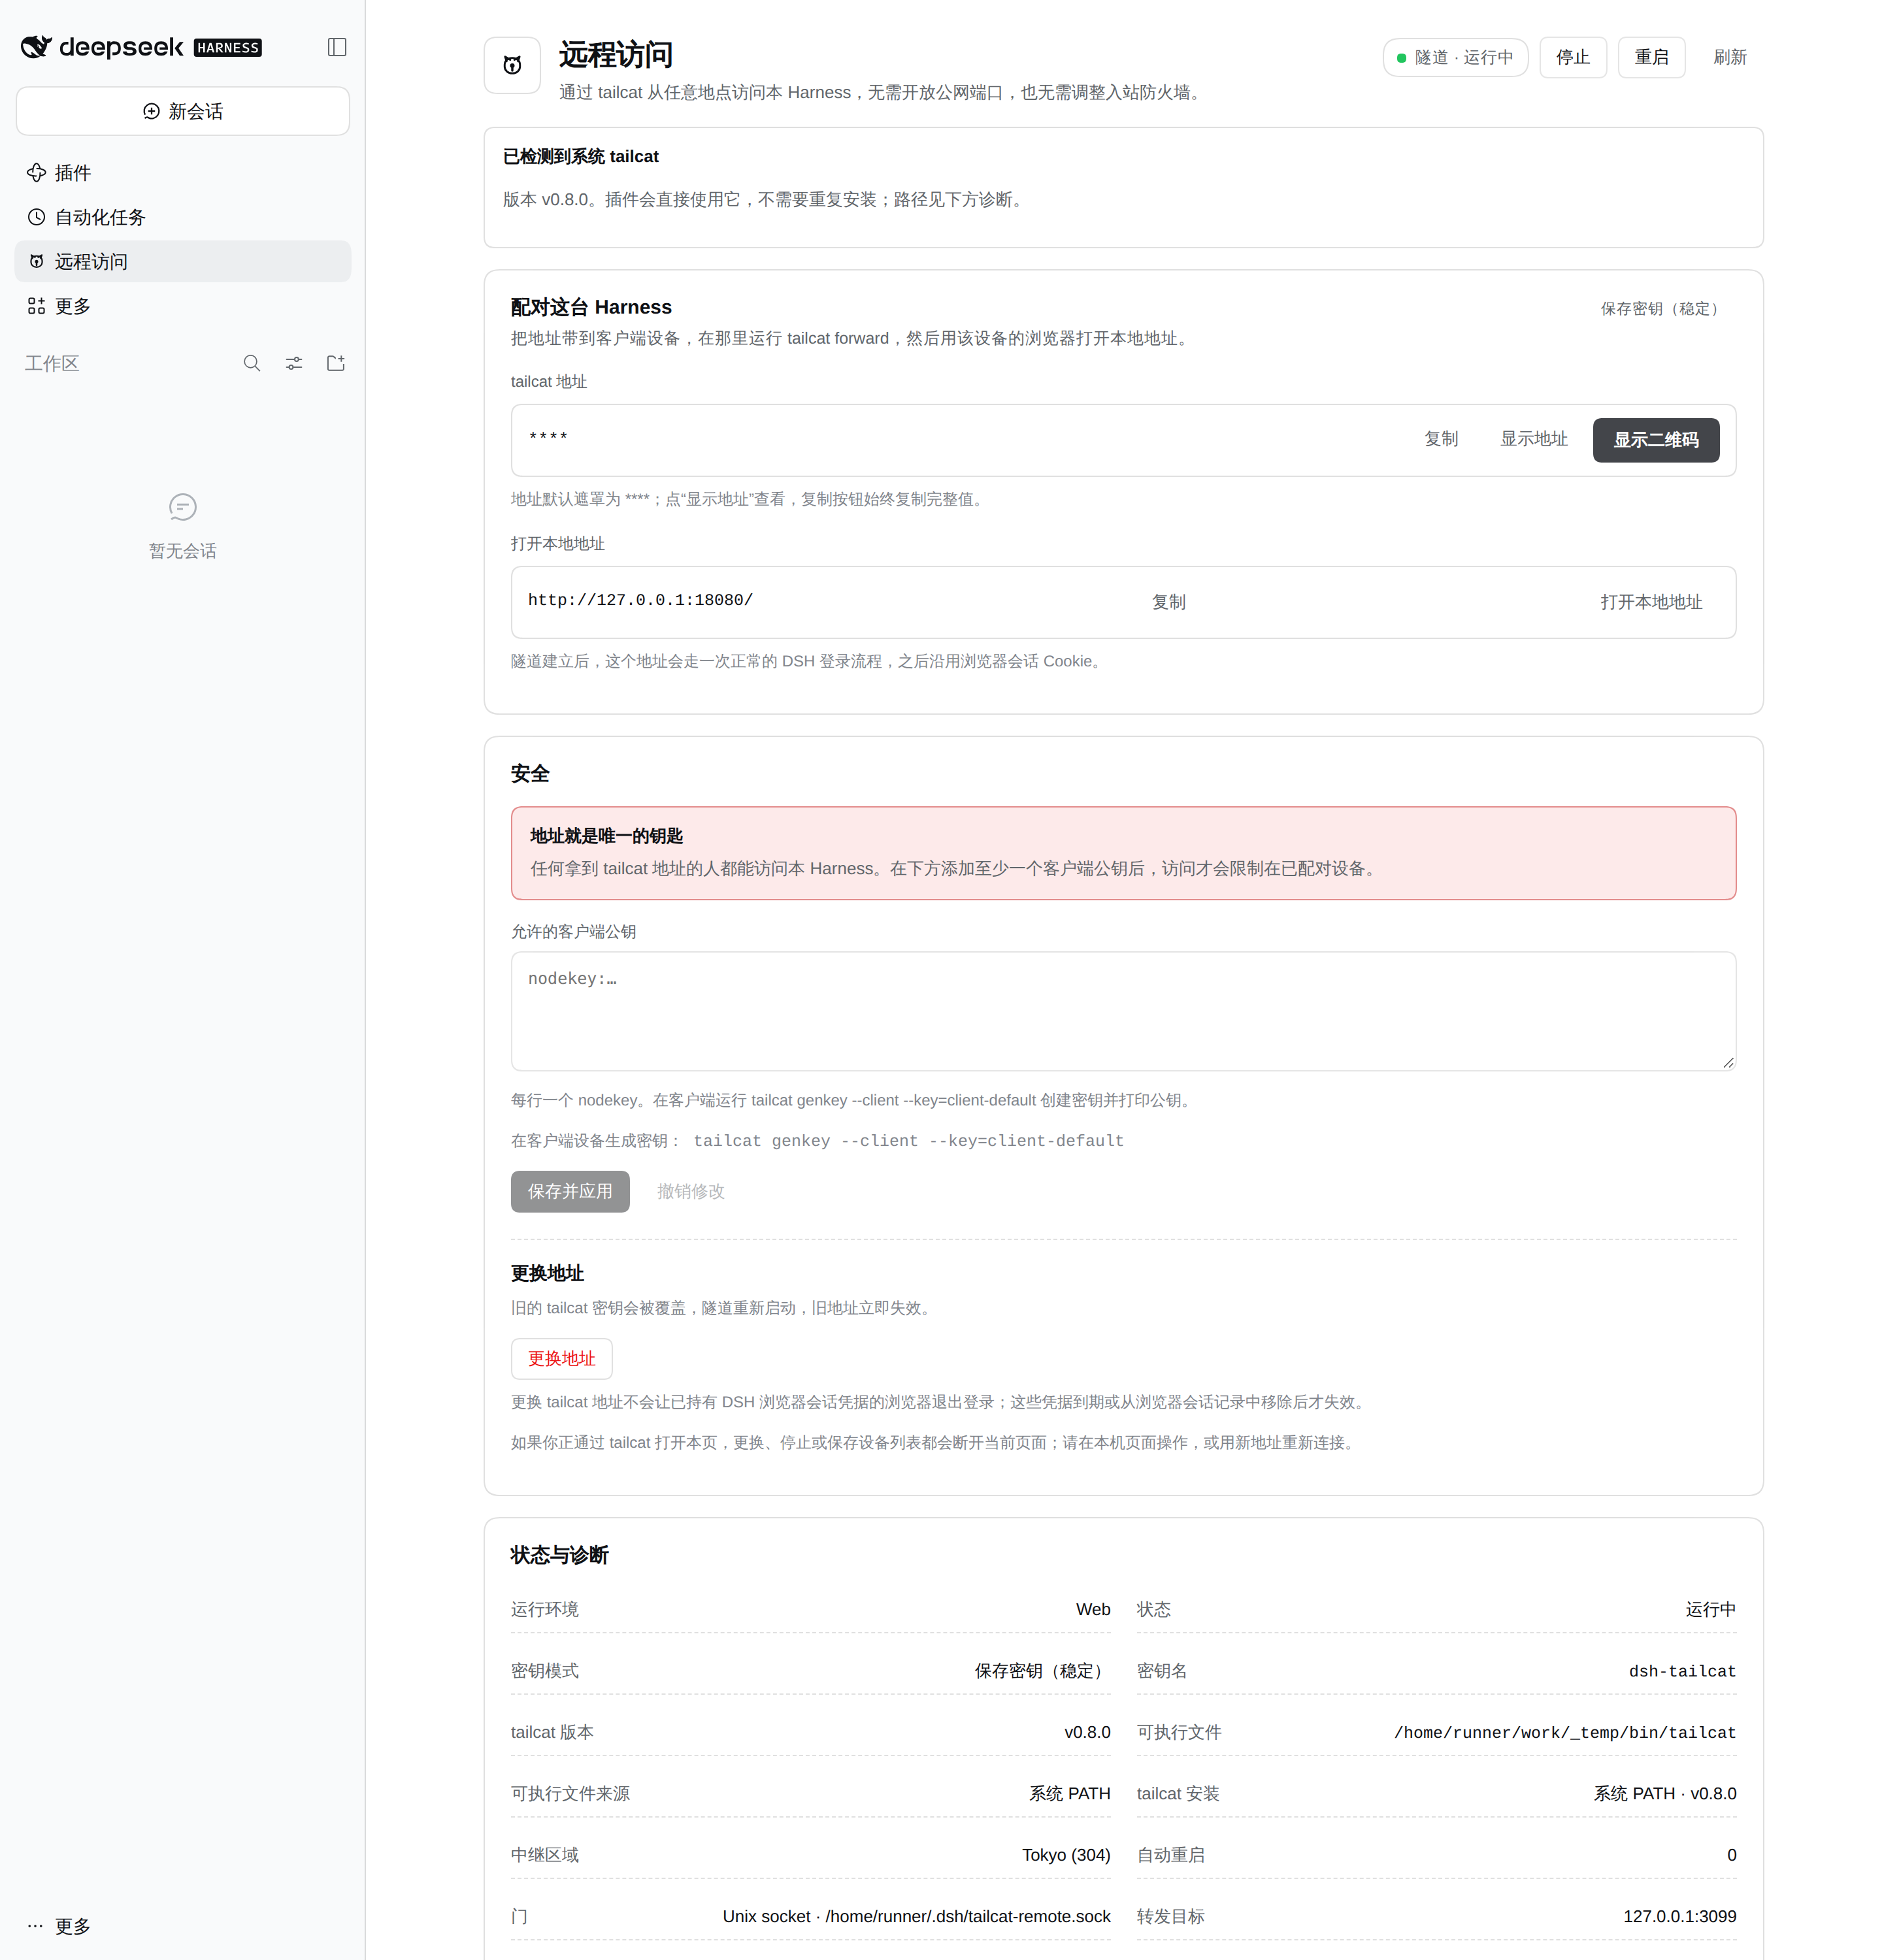 deepseek HARNESS
新会话
插件
自动化任务
远程访问
更多
工作区
暂无会话
更多
远程访问
通过 tailcat 从任意地点访问本 Harness，无需开放公网端口，也无需调整入站防火墙。
隧道 · 运行中
停止
重启
刷新
已检测到系统 tailcat
版本 v0.8.0。插件会直接使用它，不需要重复安装；路径见下方诊断。
配对这台 Harness
保存密钥（稳定）
把地址带到客户端设备，在那里运行 tailcat forward，然后用该设备的浏览器打开本地地址。
tailcat 地址
****
复制
显示地址
显示二维码
地址默认遮罩为 ****；点“显示地址”查看，复制按钮始终复制完整值。
打开本地地址
http://127.0.0.1:18080/
复制
打开本地地址
隧道建立后，这个地址会走一次正常的 DSH 登录流程，之后沿用浏览器会话 Cookie。
安全
地址就是唯一的钥匙
任何拿到 tailcat 地址的人都能访问本 Harness。在下方添加至少一个客户端公钥后，访问才会限制在已配对设备。
允许的客户端公钥
nodekey:…
每行一个 nodekey。在客户端运行 tailcat genkey --client --key=client-default 创建密钥并打印公钥。
在客户端设备生成密钥： tailcat genkey --client --key=client-default
保存并应用
撤销修改
更换地址
旧的 tailcat 密钥会被覆盖，隧道重新启动，旧地址立即失效。
更换地址
更换 tailcat 地址不会让已持有 DSH 浏览器会话凭据的浏览器退出登录；这些凭据到期或从浏览器会话记录中移除后才失效。
如果你正通过 tailcat 打开本页，更换、停止或保存设备列表都会断开当前页面；请在本机页面操作，或用新地址重新连接。
状态与诊断
运行环境 Web
状态 运行中
密钥模式 保存密钥（稳定）
密钥名 dsh-tailcat
tailcat 版本 v0.8.0
可执行文件 /home/runner/work/_temp/bin/tailcat
可执行文件来源 系统 PATH
tailcat 安装 系统 PATH · v0.8.0
中继区域 Tokyo (304)
自动重启 0
门 Unix socket · /home/runner/.dsh/tailcat-remote.sock
转发目标 127.0.0.1:3099